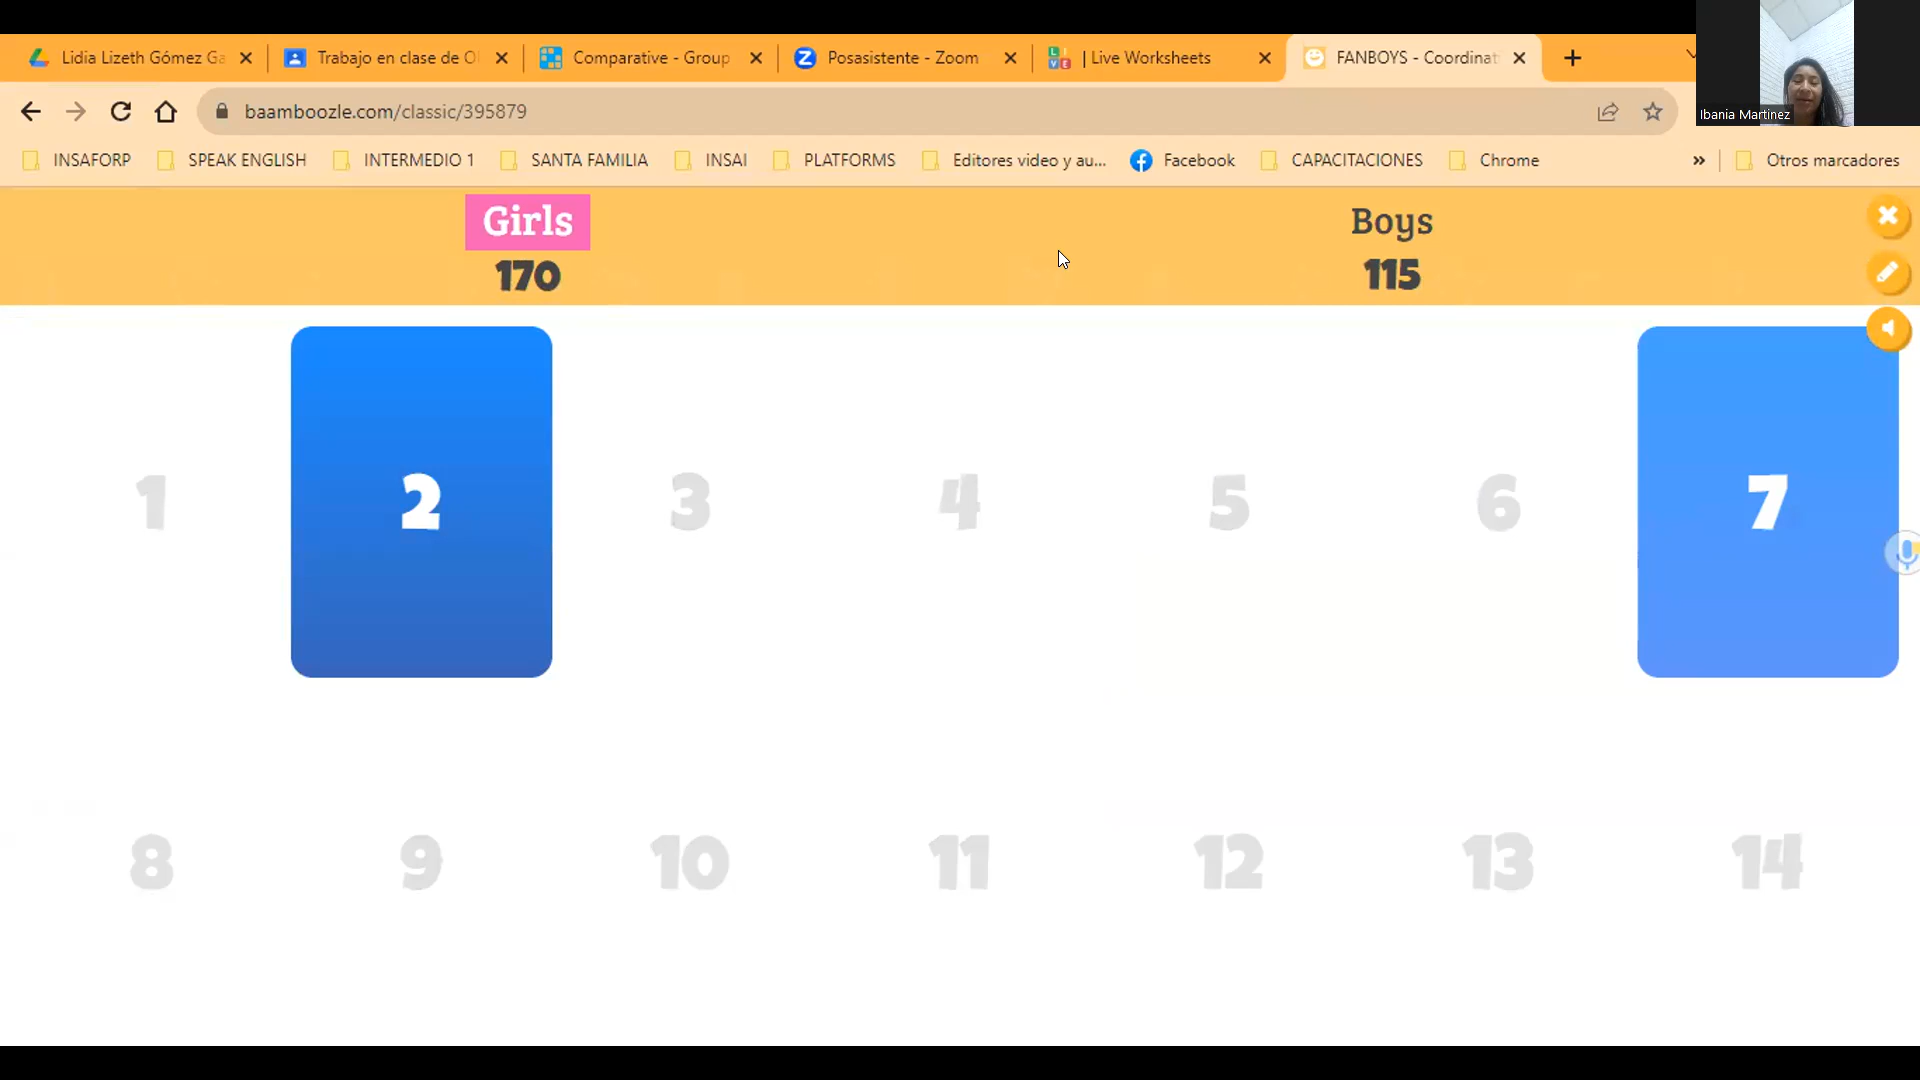 Lidia Lizeth Gómez Ga
Trabajo en clase de O
Comparative - Group
Posasistente - Zoom
| Live Worksheets
FANBOYS - Coordinat
baamboozle.com/classic/395879
Ibania Martinez
INSAFORP
SPEAK ENGLISH
INTERMEDIO 1
SANTA FAMILIA
INSAI
PLATFORMS
Editores video y au...
Facebook
CAPACITACIONES
Chrome
»
Otros marcadores
Girls
Boys
170
115
1
2
3
4
5
6
7
8
9
10
11
12
13
14